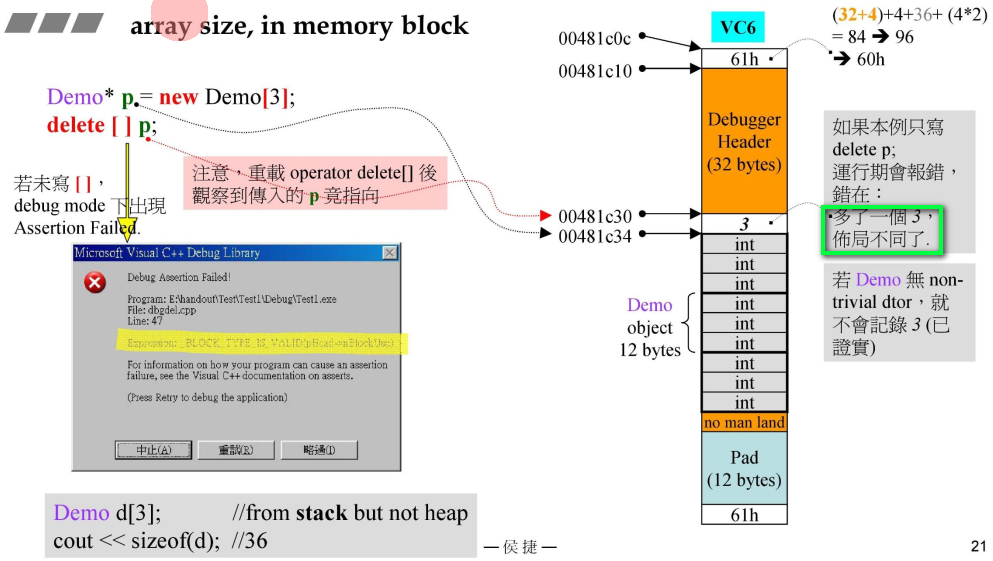 array size, in memory block
Demo* p = new Demo[3];
delete [ ] p;
若未寫 [ ]，
debug mode 下出現
Assertion Failed.
注意，重載 operator delete[] 後
觀察到傳入的 p 竟指向
Microsoft Visual C++ Debug Library
Debug Assertion Failed!
Program: E:\handout\Test\Test1\Debug\Test1.exe
File: dbgdel.cpp
Line: 47
Expression: _BLOCK_TYPE_IS_VALID(pHead->nBlockUse)
For information on how your program can cause an assertion
failure, see the Visual C++ documentation on asserts.
(Press Retry to debug the application)
中止(A)
重試(R)
略過(I)
Demo d[3]; //from stack but not heap
cout << sizeof(d); //36
VC6
00481c0c
61h
00481c10
Debugger
Header
(32 bytes)
00481c30
3
00481c34
int
int
int
int
int
int
int
int
int
Demo
object
12 bytes
no man land
Pad
(12 bytes)
61h
(32+4)+4+36+ (4*2)
= 84 ➔ 96
➔ 60h
如果本例只寫
delete p;
運行期會報錯，
錯在：
多了一個 3，
佈局不同了.
若 Demo 無 non-
trivial dtor，就
不會記錄 3 (已
證實)
— 侯捷 —
21